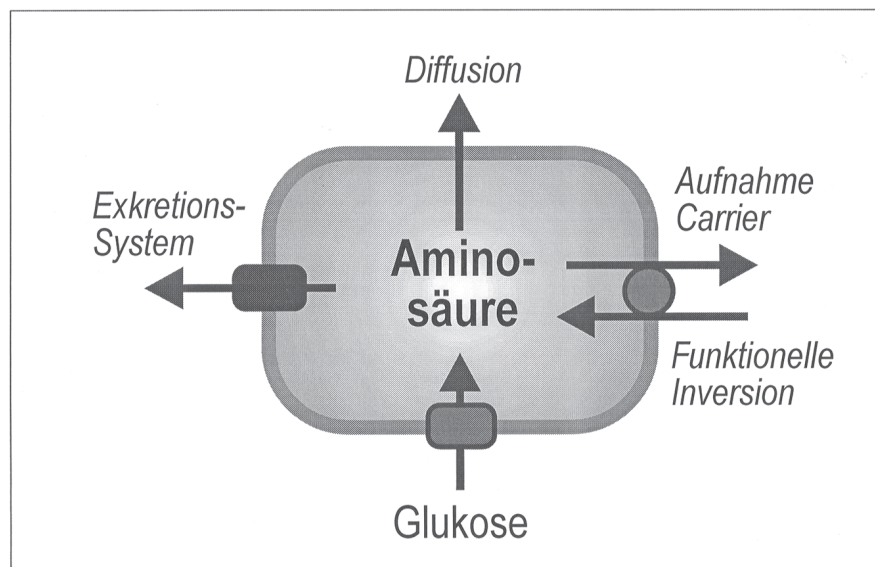 Diffusion
Exkretions-
System
Aufnahme
Carrier
Amino-
säure
Funktionelle
Inversion
Glukose